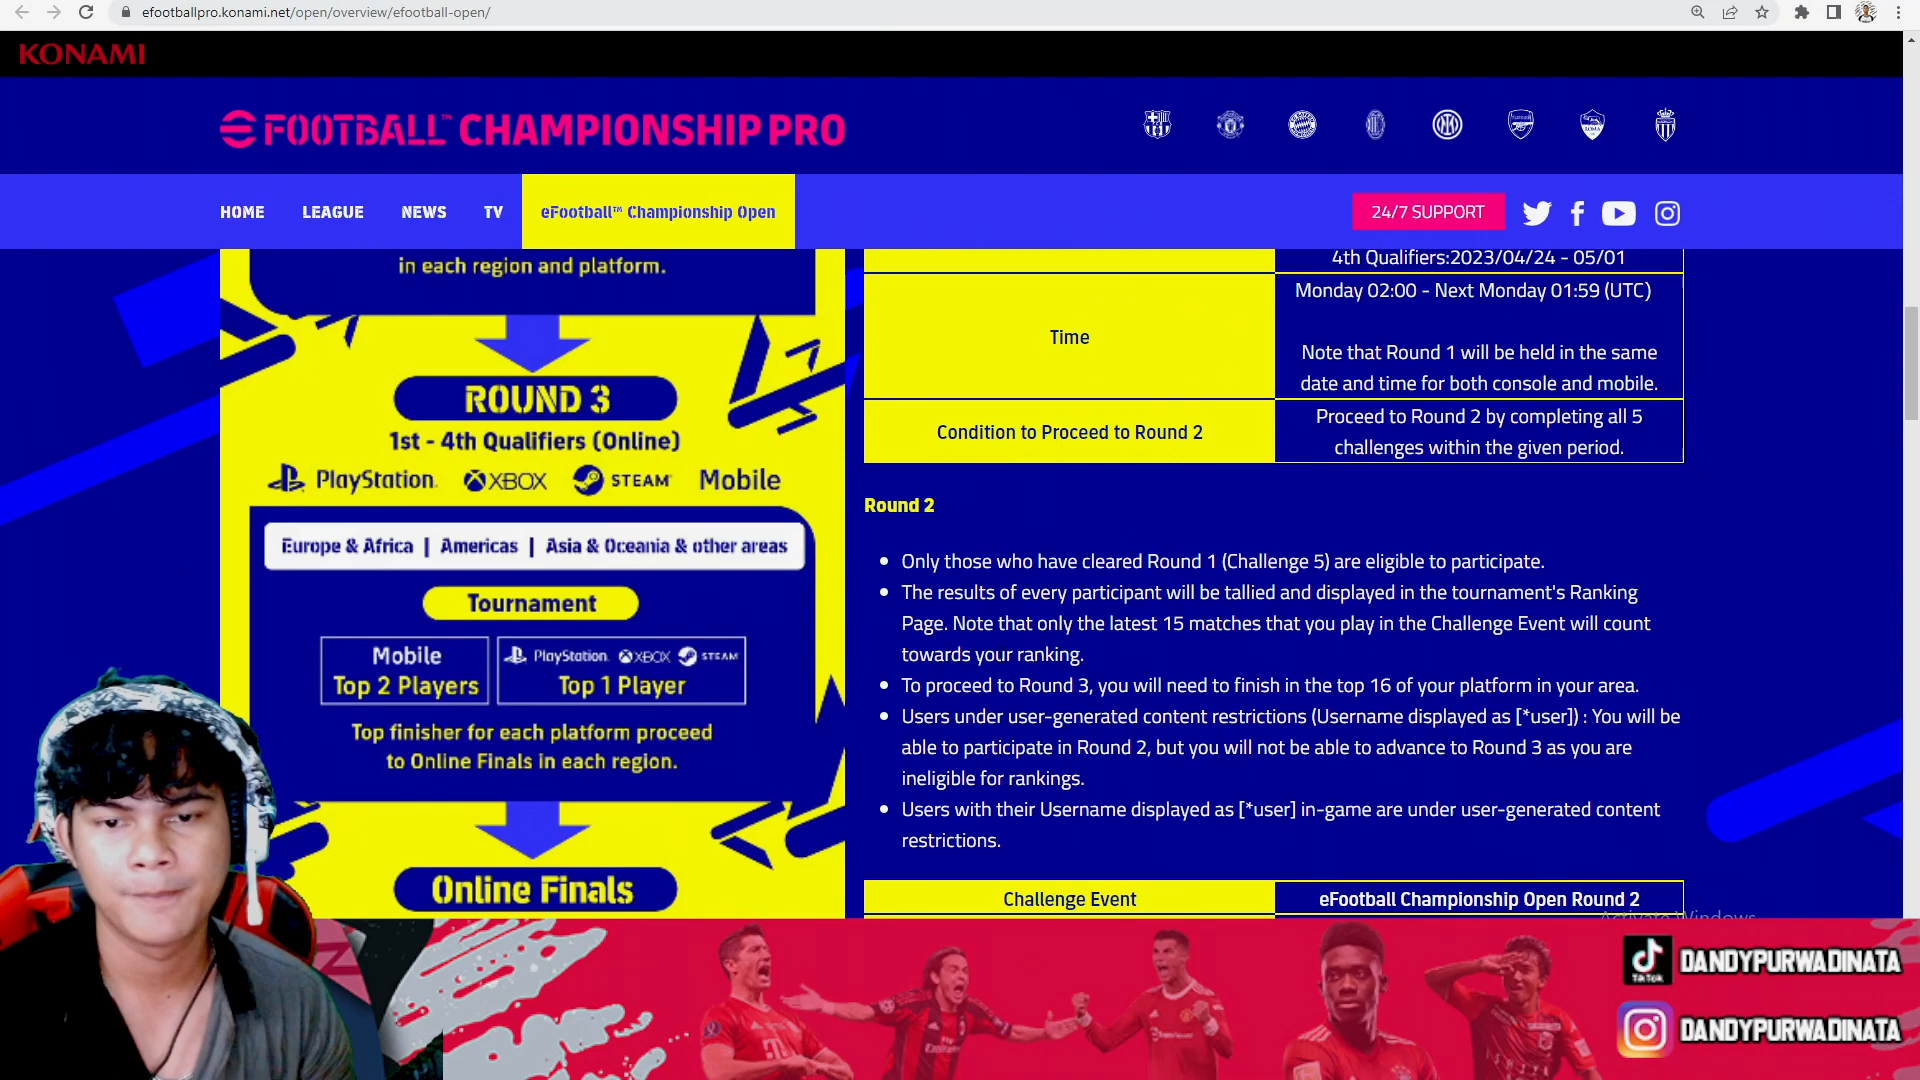 efootballpro.konami.net/open/overview/efootball-open/
KONAMI
eFOOTBALL™ CHAMPIONSHIP PRO
HOME
LEAGUE
NEWS
TV
eFootball™ Championship Open
24/7 SUPPORT
in each region and platform.
ROUND 3
1st - 4th Qualifiers (Online)
PlayStation
XBOX
STEAM
Mobile
Europe & Africa | Americas | Asia & Oceania & other areas
Tournament
Mobile
Top 2 Players
PlayStation XBOX STEAM
Top 1 Player
Top finisher for each platform proceed
to Online Finals in each region.
Online Finals
4th Qualifiers:2023/04/24 - 05/01
Time
Monday 02:00 - Next Monday 01:59 (UTC)
Note that Round 1 will be held in the same
date and time for both console and mobile.
Condition to Proceed to Round 2
Proceed to Round 2 by completing all 5
challenges within the given period.
Round 2
Only those who have cleared Round 1 (Challenge 5) are eligible to participate.
The results of every participant will be tallied and displayed in the tournament's Ranking
Page. Note that only the latest 15 matches that you play in the Challenge Event will count
towards your ranking.
To proceed to Round 3, you will need to finish in the top 16 of your platform in your area.
Users under user-generated content restrictions (Username displayed as [*user]) : You will be
able to participate in Round 2, but you will not be able to advance to Round 3 as you are
ineligible for rankings.
Users with their Username displayed as [*user] in-game are under user-generated content
restrictions.
Challenge Event
eFootball Championship Open Round 2
Activate Windows
TikTok
DANDYPURWADINATA
DANDYPURWADINATA